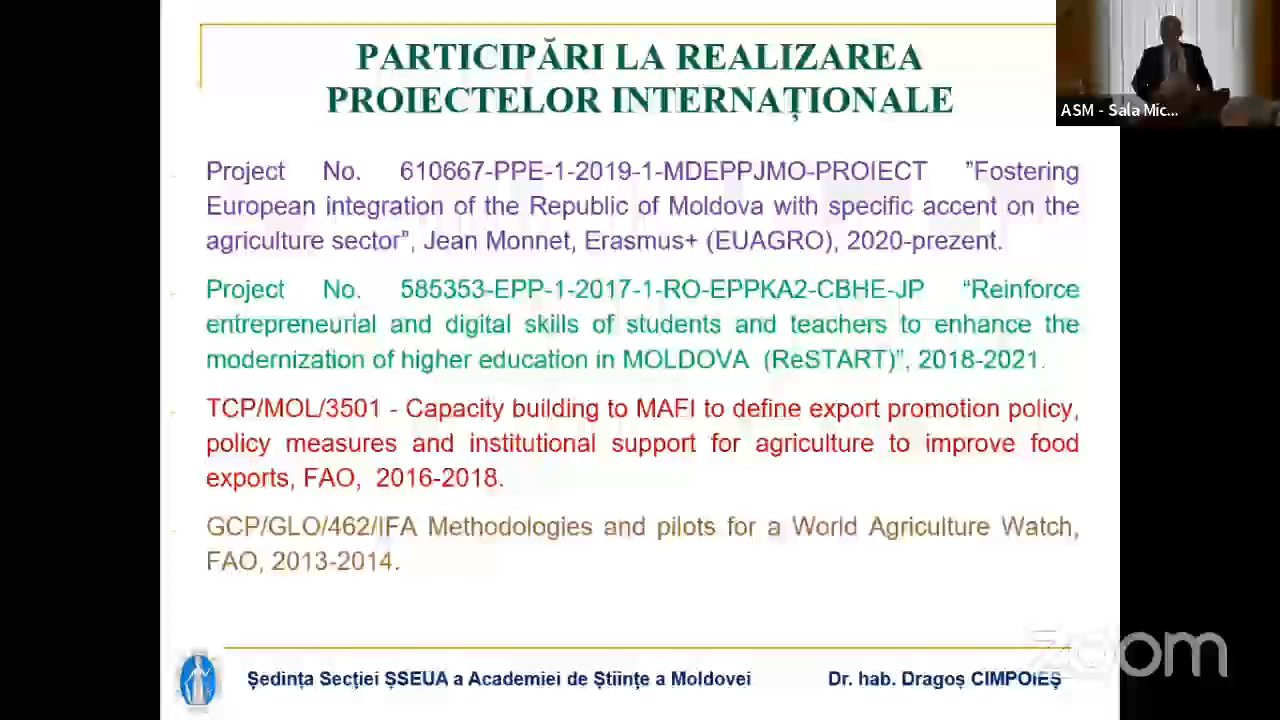 PARTICIPĂRI LA REALIZAREA
PROIECTELOR INTERNAȚIONALE
ASM - Sala Mic...
Project No. 610667-PPE-1-2019-1-MDEPPJMO-PROIECT ”Fostering
European integration of the Republic of Moldova with specific accent on the
agriculture sector”, Jean Monnet, Erasmus+ (EUAGRO), 2020-prezent.
Project No. 585353-EPP-1-2017-1-RO-EPPKA2-CBHE-JP “Reinforce
entrepreneurial and digital skills of students and teachers to enhance the
modernization of higher education in MOLDOVA (ReSTART)”, 2018-2021.
TCP/MOL/3501 - Capacity building to MAFI to define export promotion policy,
policy measures and institutional support for agriculture to improve food
exports, FAO, 2016-2018.
GCP/GLO/462/IFA Methodologies and pilots for a World Agriculture Watch,
FAO, 2013-2014.
Ședința Secției ȘSEUA a Academiei de Științe a Moldovei
Dr. hab. Dragoș CIMPOIEȘ
zoom